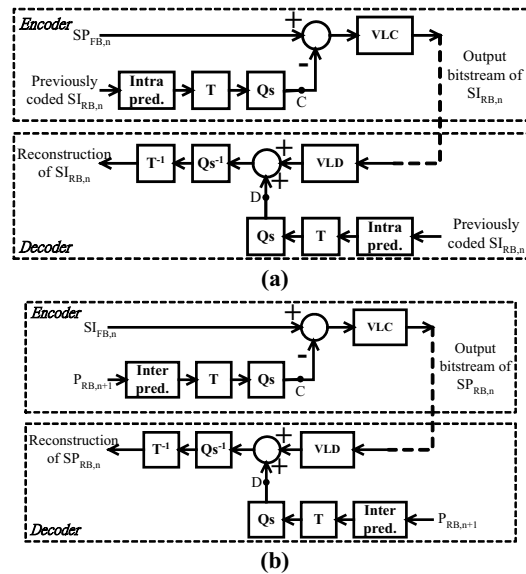 Encoder
SP_FB,n
+
-
VLC
Previously
coded SI_RB,n
Intra
pred.
T
Qs
C
Output
bitstream of
SI_RB,n
Reconstruction
of SI_RB,n
T-1
Qs-1
+
+
VLD
D
Qs
T
Intra
pred.
Previously
coded SI_RB,n
Decoder
(a)
Encoder
SI_FB,n
+
-
VLC
P_RB,n+1
Inter
pred.
T
Qs
C
Output
bitstream of
SP_RB,n
Reconstruction
of SP_RB,n
T-1
Qs-1
+
+
VLD
D
Qs
T
Inter
pred.
P_RB,n+1
Decoder
(b)